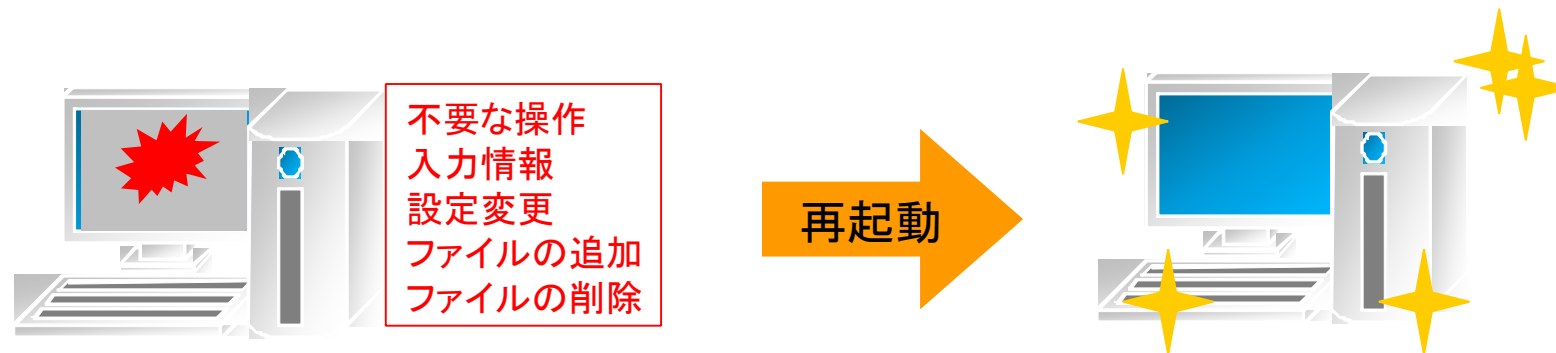 不要な操作
入力情報
設定変更
ファイルの追加
ファイルの削除
再起動